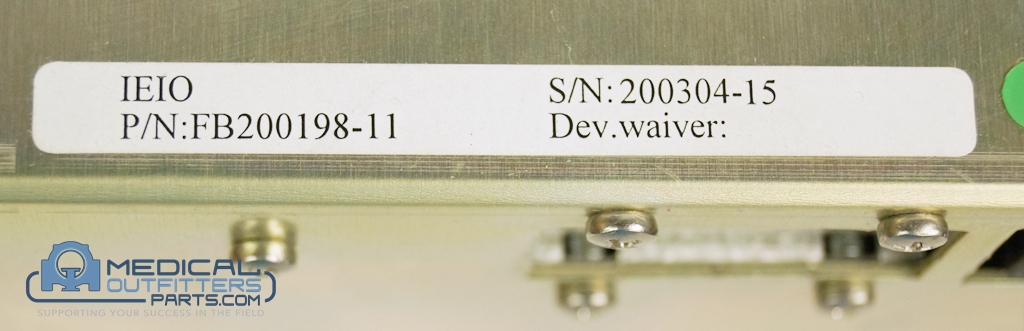 IEIO
P/N:FB200198-11
S/N: 200304-15
Dev.waiver:
MEDICAL
OUTFITTERS
PARTS.COM
SUPPORTING YOUR SUCCESS IN THE FIELD